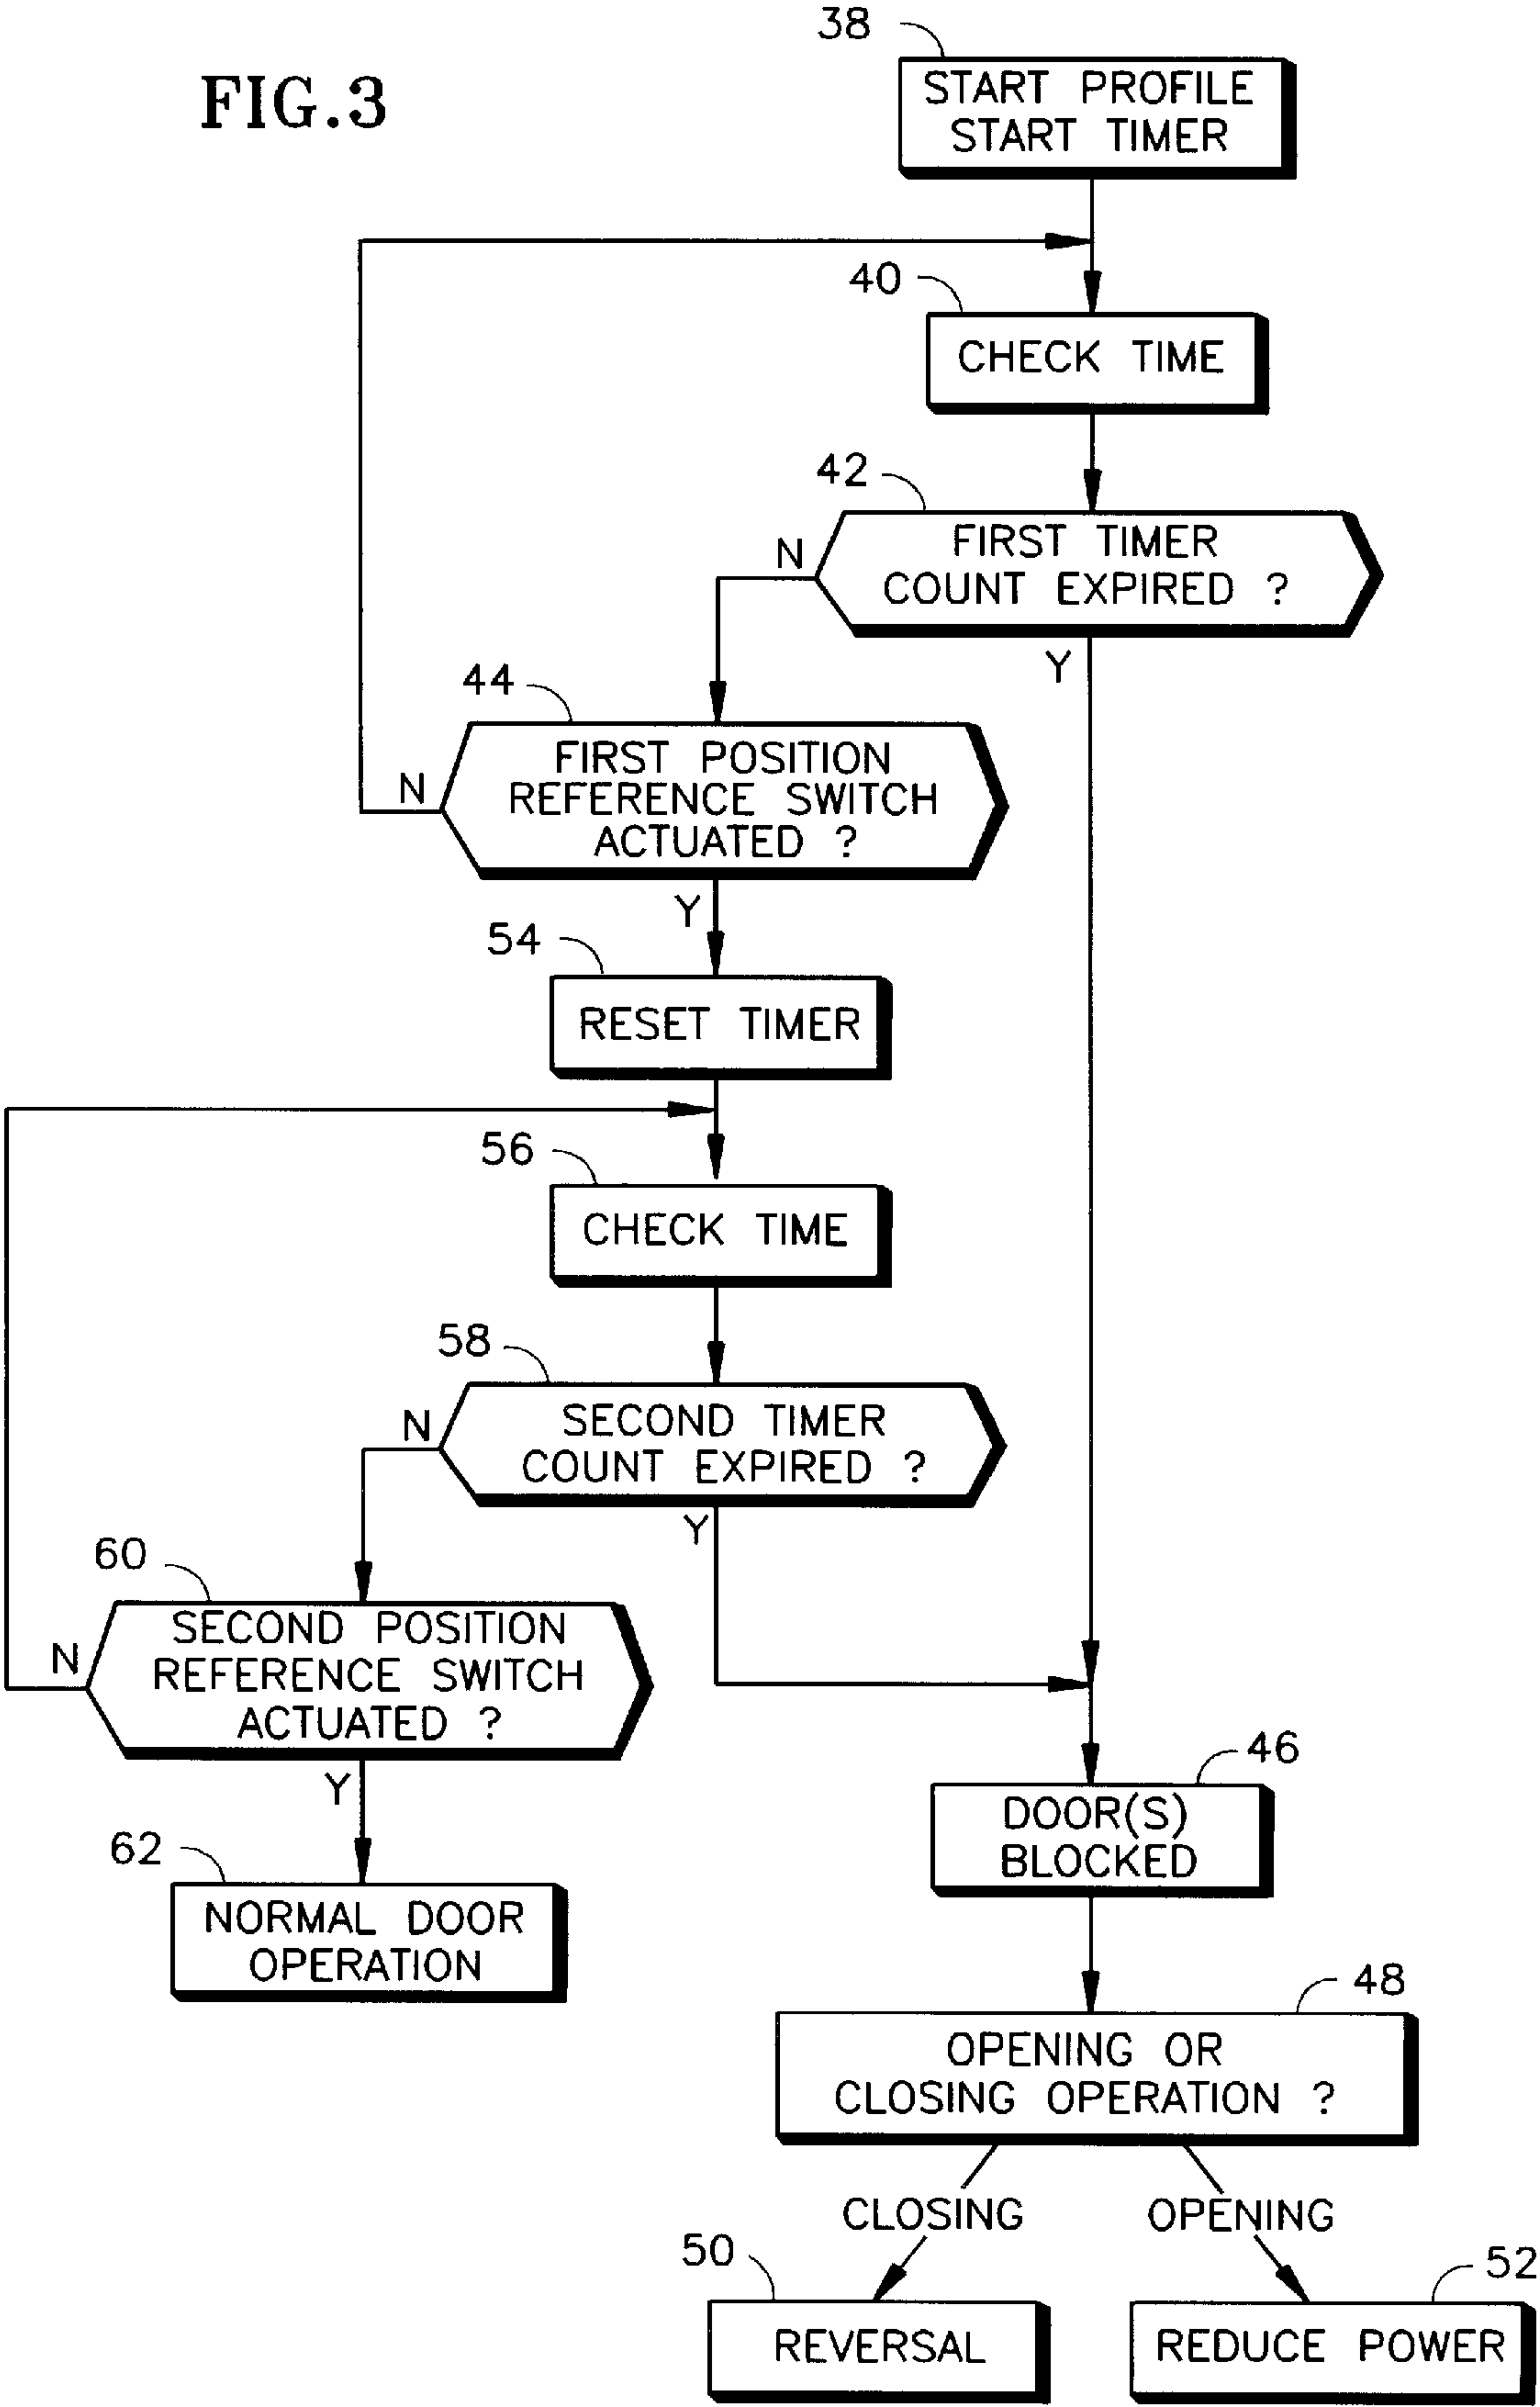 FIG.3
38
START PROFILE
START TIMER
40
CHECK TIME
42
FIRST TIMER
COUNT EXPIRED ?
N
Y
44
FIRST POSITION
REFERENCE SWITCH
ACTUATED ?
N
Y
54
RESET TIMER
56
CHECK TIME
58
SECOND TIMER
COUNT EXPIRED ?
N
Y
60
SECOND POSITION
REFERENCE SWITCH
ACTUATED ?
N
Y
62
NORMAL DOOR
OPERATION
46
DOOR(S)
BLOCKED
48
OPENING OR
CLOSING OPERATION ?
CLOSING
OPENING
50
REVERSAL
52
REDUCE POWER